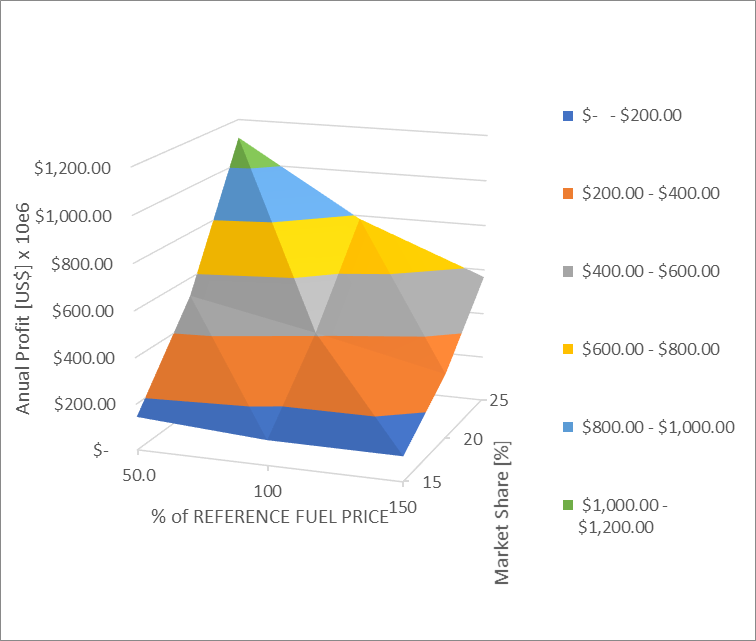 $1,200.00
$1,000.00
$800.00
$600.00
$400.00
$200.00
$-
Anual Profit [US$] x 10e6
50.0
100
150
% of REFERENCE FUEL PRICE
15
20
25
Market Share [%]
$- - $200.00
$200.00 - $400.00
$400.00 - $600.00
$600.00 - $800.00
$800.00 - $1,000.00
$1,000.00 -
$1,200.00